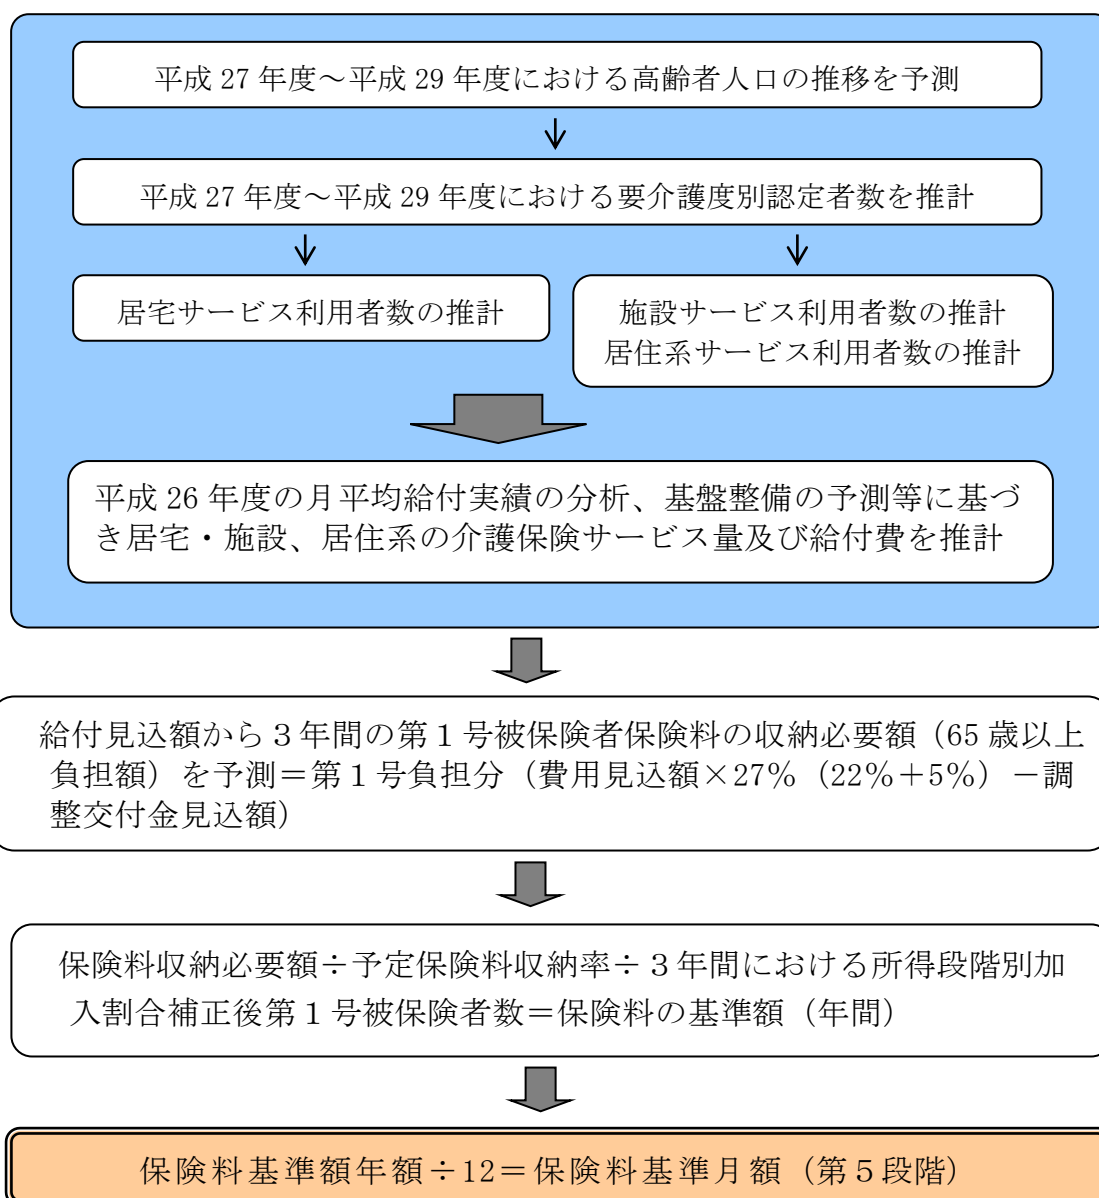 平成 27 年度～平成 29 年度における高齢者人口の推移を予測
平成 27 年度～平成 29 年度における要介護度別認定者数を推計
居宅サービス利用者数の推計
施設サービス利用者数の推計
居住系サービス利用者数の推計
平成 26 年度の月平均給付実績の分析、基盤整備の予測等に基づ
き居宅・施設、居住系の介護保険サービス量及び給付費を推計
給付見込額から３年間の第１号被保険者保険料の収納必要額（65 歳以上
負担額）を予測＝第１号負担分（費用見込額×27％（22％＋5％）－調
整交付金見込額）
保険料収納必要額÷予定保険料収納率÷３年間における所得段階別加
入割合補正後第１号被保険者数＝保険料の基準額（年間）
保険料基準額年額÷12＝保険料基準月額（第５段階）